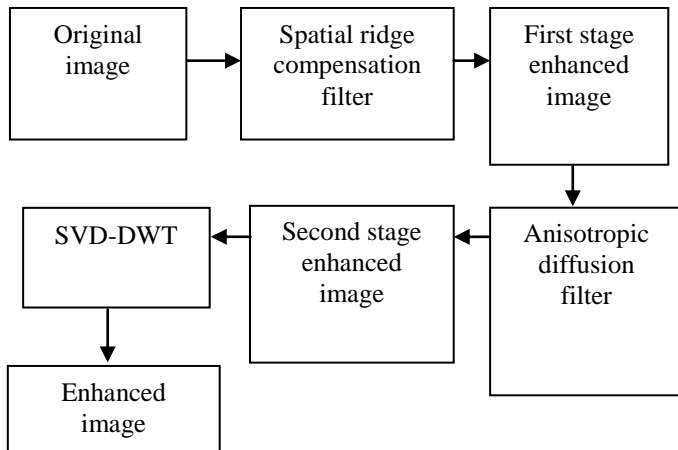 Original
image
Spatial ridge
compensation
filter
First stage
enhanced
image
Anisotropic
diffusion
filter
Second stage
enhanced
image
SVD-DWT
Enhanced
image